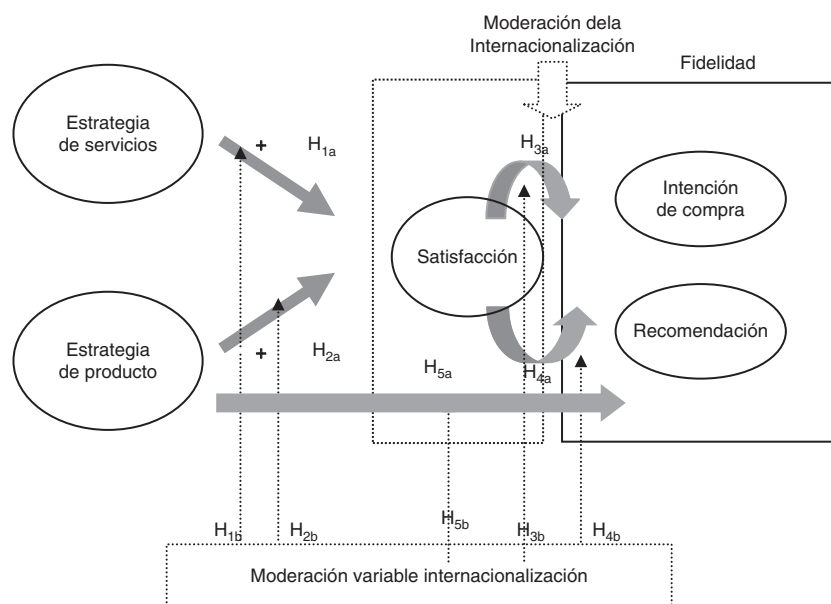 Moderación dela
Internacionalización
Fidelidad
Estrategia
de servicios
+
H1a
H3a
Intención
de compra
Satisfacción
Estrategia
de producto
+
H2a
Recomendación
H5a
H4a
H1b
H2b
H5b
H3b
H4b
Moderación variable internacionalización